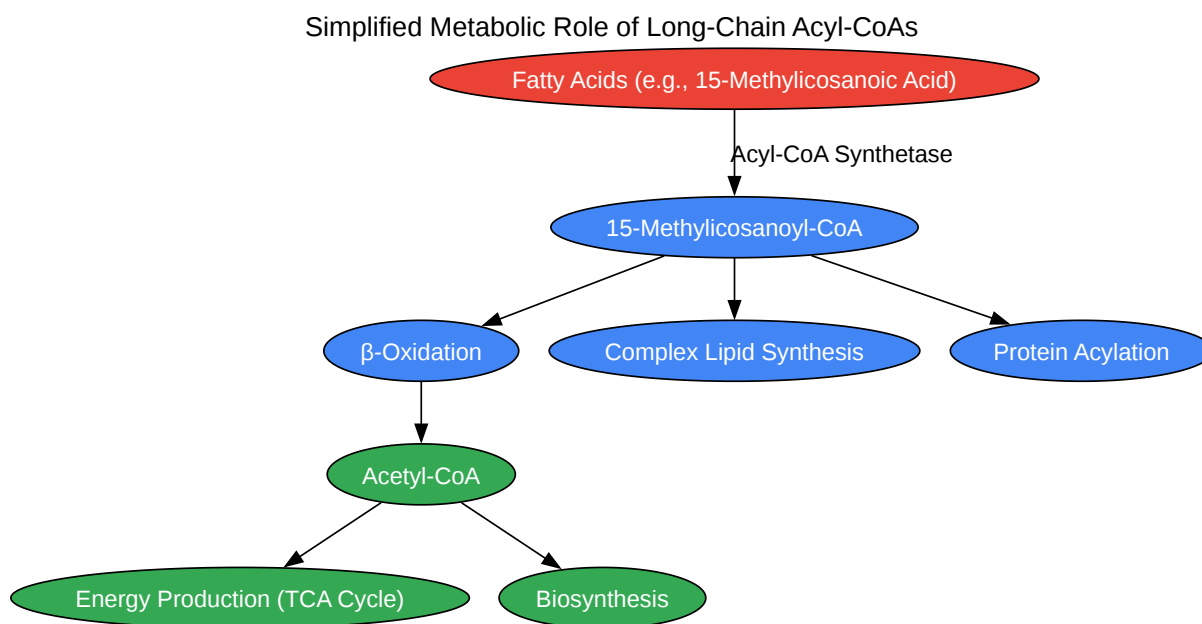 Simplified Metabolic Role of Long-Chain Acyl-CoAs
Fatty Acids (e.g., 15-Methylicosanoic Acid)
Acyl-CoA Synthetase
15-Methylicosanoyl-CoA
β-Oxidation
Complex Lipid Synthesis
Protein Acylation
Acetyl-CoA
Energy Production (TCA Cycle)
Biosynthesis